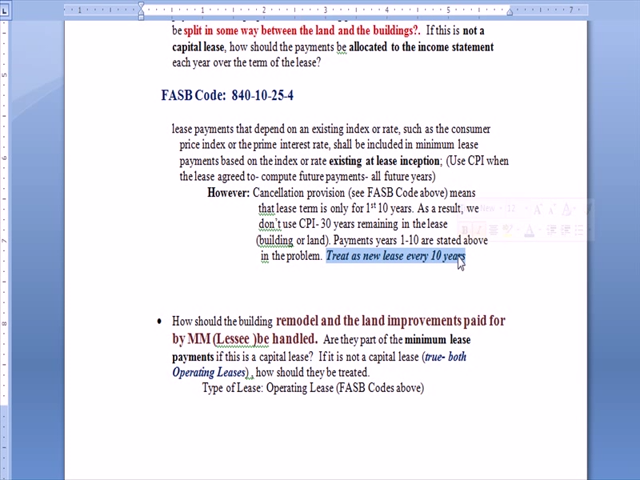 be split in some way between the land and the buildings?. If this is not a
capital lease, how should the payments be allocated to the income statement
each year over the term of the lease?
FASB Code: 840-10-25-4
lease payments that depend on an existing index or rate, such as the consumer
price index or the prime interest rate, shall be included in minimum lease
payments based on the index or rate existing at lease inception; (Use CPI when
the lease agreed to- compute future payments- all future years)
However: Cancellation provision (see FASB Code above) means
that lease term is only for 1st 10 years. As a result, we
don't use CPI- 30 years remaining in the lease
(building or land). Payments years 1-10 are stated above
in the problem. Treat as new lease every 10 years
• How should the building remodel and the land improvements paid for
by MM (Lessee )be handled. Are they part of the minimum lease
payments if this is a capital lease? If it is not a capital lease (true- both
Operating Leases), how should they be treated.
Type of Lease: Operating Lease (FASB Codes above)